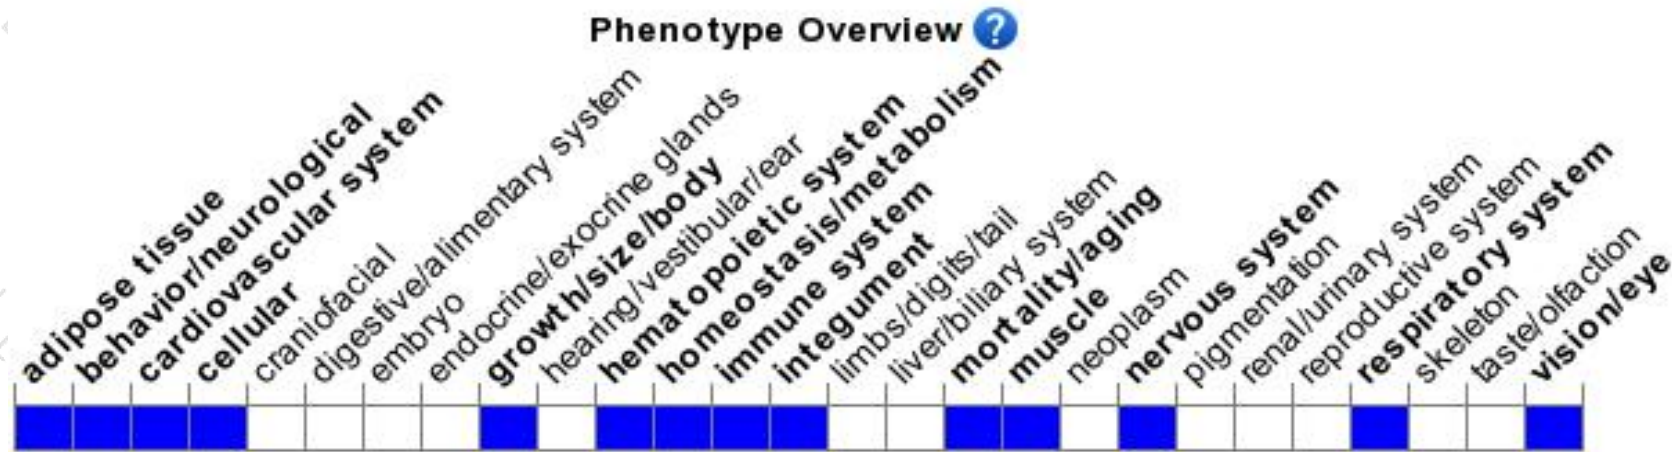 Phenotype Overview ?
adipose tissue
behavior/neurological
cardiovascular system
cellular
craniofacial
digestive/alimentary system
embryo
endocrine/exocrine glands
growth/size/body
hearing/vestibular/ear
hematopoietic system
homeostasis/metabolism
immune system
integument
limbs/digits/tail
liver/biliary system
mortality/aging
muscle
neoplasm
nervous system
pigmentation
renal/urinary system
reproductive system
respiratory system
skeleton
taste/olfaction
vision/eye